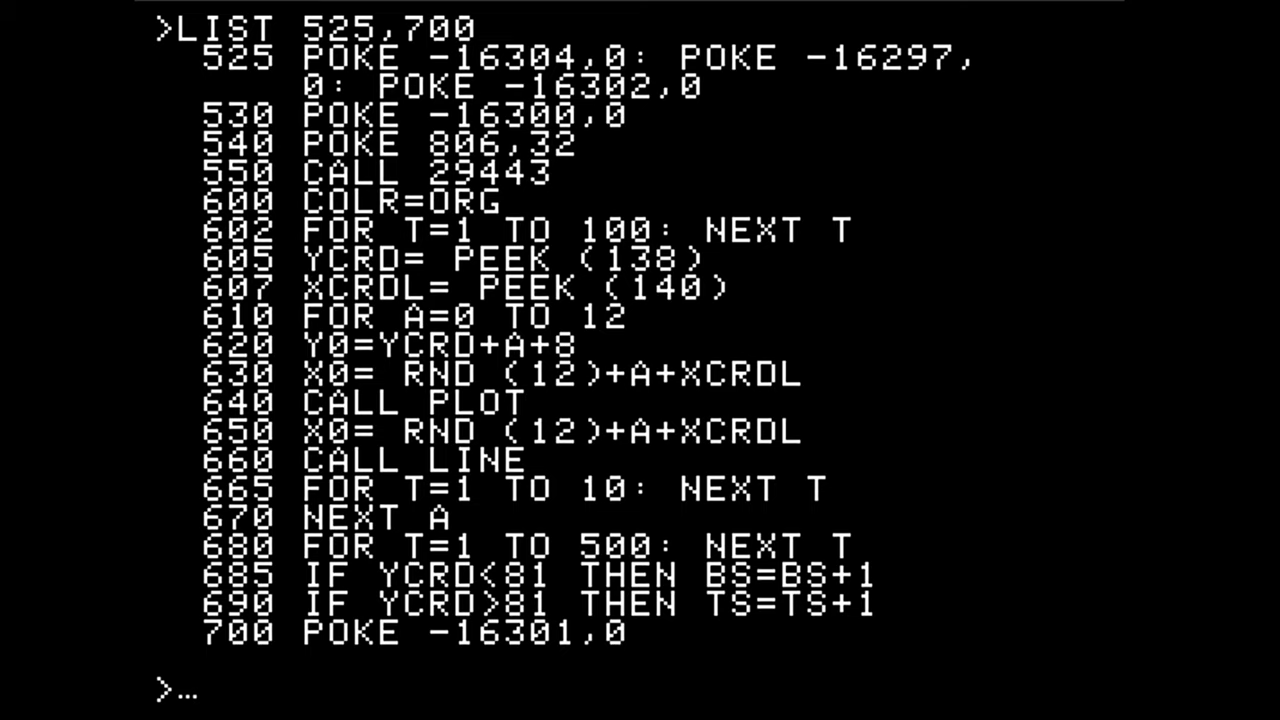 >LIST 525,700
525 POKE -16304,0: POKE -16297,
0: POKE -16302,0
530 POKE -16300,0
540 POKE 806,32
550 CALL 29443
600 COLR=ORG
602 FOR T=1 TO 100: NEXT T
605 YCRD= PEEK (138)
607 XCRDL= PEEK (140)
610 FOR A=0 TO 12
620 Y0=YCRD+A+8
630 X0= RND (12)+A+XCRDL
640 CALL PLOT
650 X0= RND (12)+A+XCRDL
660 CALL LINE
665 FOR T=1 TO 10: NEXT T
670 NEXT A
680 FOR T=1 TO 500: NEXT T
685 IF YCRD<81 THEN BS=BS+1
690 IF YCRD>81 THEN TS=TS+1
700 POKE -16301,0
>…